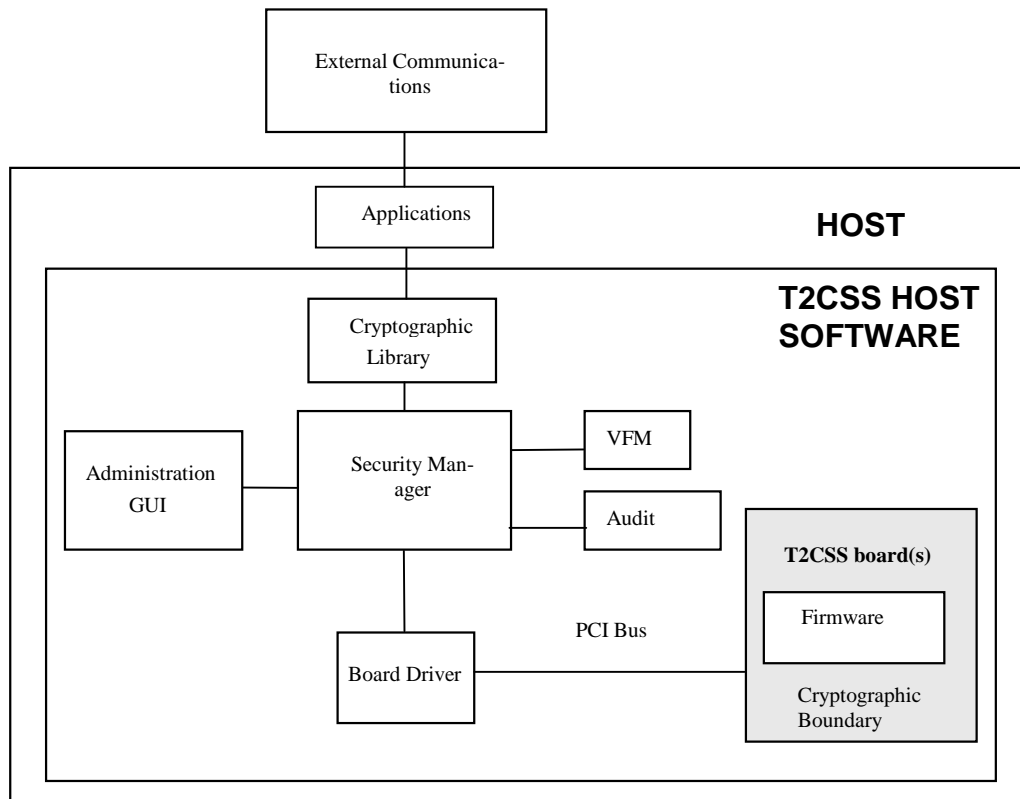 External Communica-
tions
Applications
HOST
T2CSS HOST
SOFTWARE
Cryptographic
Library
Administration
GUI
Security Man-
ager
VFM
Audit
T2CSS board(s)
Firmware
Cryptographic
Boundary
PCI Bus
Board Driver